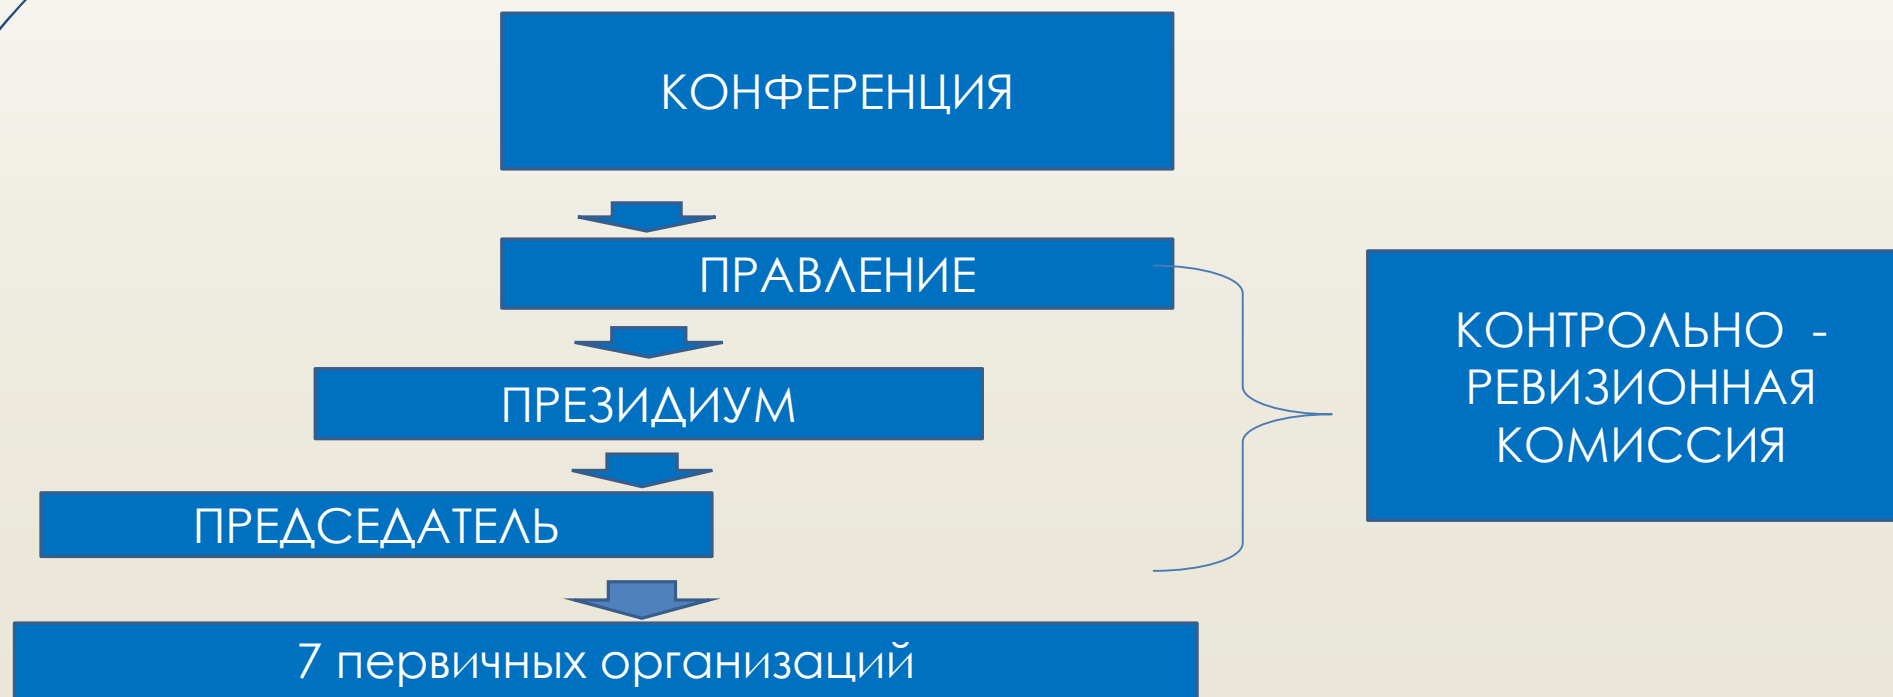 КОНФЕРЕНЦИЯ
ПРАВЛЕНИЕ
ПРЕЗИДИУМ
ПРЕДСЕДАТЕЛЬ
7 первичных организаций
КОНТРОЛЬНО -
РЕВИЗИОННАЯ
КОМИССИЯ